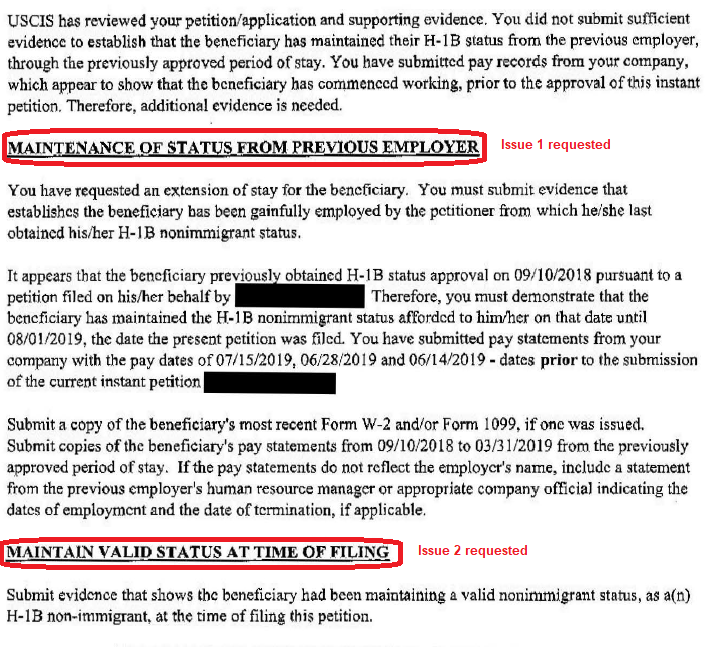 USCIS has reviewed your petition/application and supporting evidence. You did not submit sufficient
evidence to establish that the beneficiary has maintained their H-1B status from the previous employer,
through the previously approved period of stay. You have submitted pay records from your company,
which appear to show that the beneficiary has commenced working, prior to the approval of this instant
petition. Therefore, additional evidence is needed.
MAINTENANCE OF STATUS FROM PREVIOUS EMPLOYER Issue 1 requested
You have requested an extension of stay for the beneficiary. You must submit evidence that
establishes the beneficiary has been gainfully employed by the petitioner from which he/she last
obtained his/her H-1B nonimmigrant status.
It appears that the beneficiary previously obtained H-1B status approval on 09/10/2018 pursuant to a
petition filed on his/her behalf by Therefore, you must demonstrate that the
beneficiary has maintained the H-1B nonimmigrant status afforded to him/her on that date until
08/01/2019, the date the present petition was filed. You have submitted pay statements from your
company with the pay dates of 07/15/2019, 06/28/2019 and 06/14/2019 - dates prior to the submission
of the current instant petition
Submit a copy of the beneficiary's most recent Form W-2 and/or Form 1099, if one was issued.
Submit copies of the beneficiary's pay statements from 09/10/2018 to 03/31/2019 from the previously
approved period of stay. If the pay statements do not reflect the employer's name, include a statement
from the previous employer's human resource manager or appropriate company official indicating the
dates of employment and the date of termination, if applicable.
MAINTAIN VALID STATUS AT TIME OF FILING Issue 2 requested
Submit evidence that shows the beneficiary had been maintaining a valid nonimmigrant status, as a(n)
H-1B non-immigrant, at the time of filing this petition.